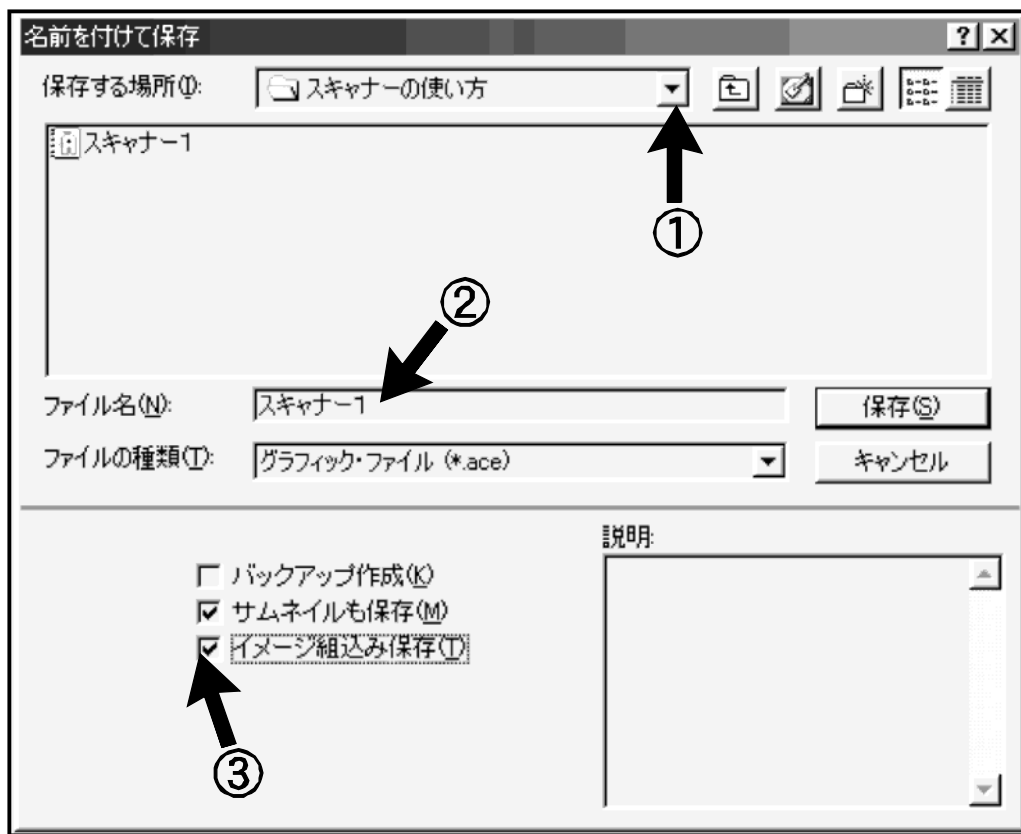 名前を付けて保存
保存する場所(I): スキャナーの使い方
スキャナー1
①
②
ファイル名(N): スキャナー1 保存(S)
ファイルの種類(T): グラフィック・ファイル (*.ace) キャンセル
説明:
バックアップ作成(K)
サムネイルも保存(M)
イメージ組込み保存(T)
③